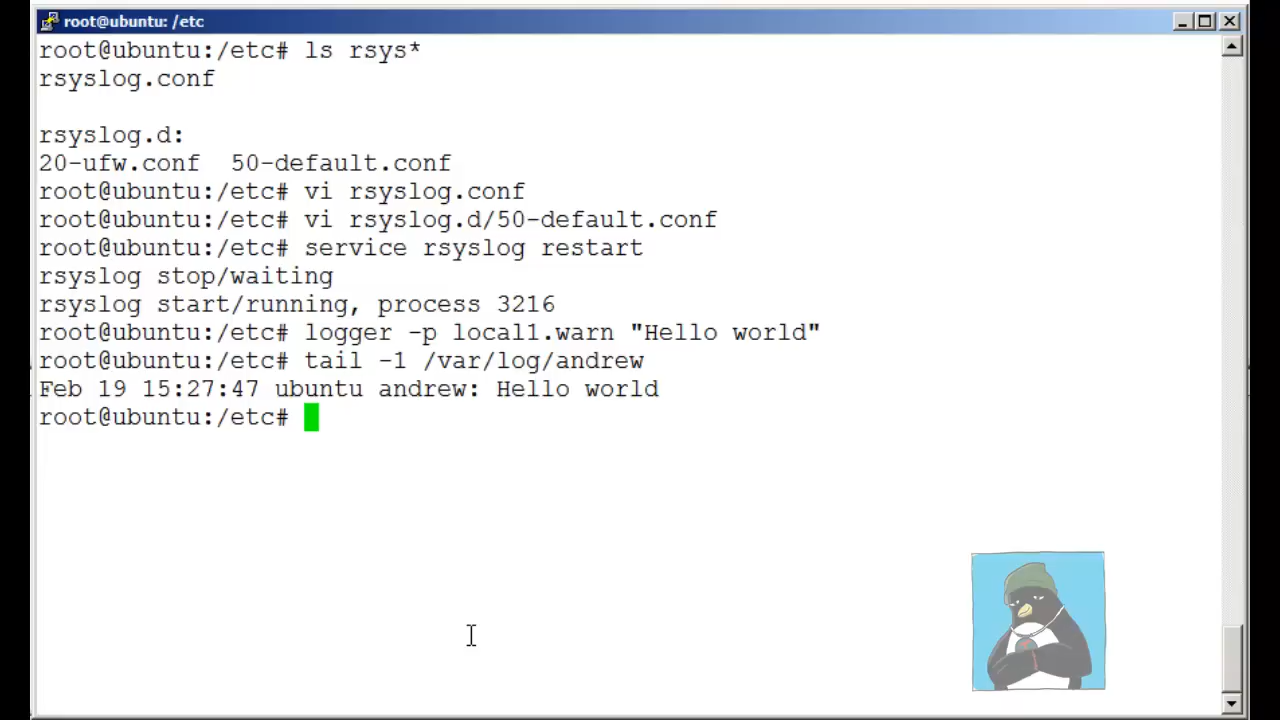 root@ubuntu: /etc
root@ubuntu:/etc# ls rsys*
rsyslog.conf
rsyslog.d:
20-ufw.conf  50-default.conf
root@ubuntu:/etc# vi rsyslog.conf
root@ubuntu:/etc# vi rsyslog.d/50-default.conf
root@ubuntu:/etc# service rsyslog restart
rsyslog stop/waiting
rsyslog start/running, process 3216
root@ubuntu:/etc# logger -p local1.warn "Hello world"
root@ubuntu:/etc# tail -1 /var/log/andrew
Feb 19 15:27:47 ubuntu andrew: Hello world
root@ubuntu:/etc#